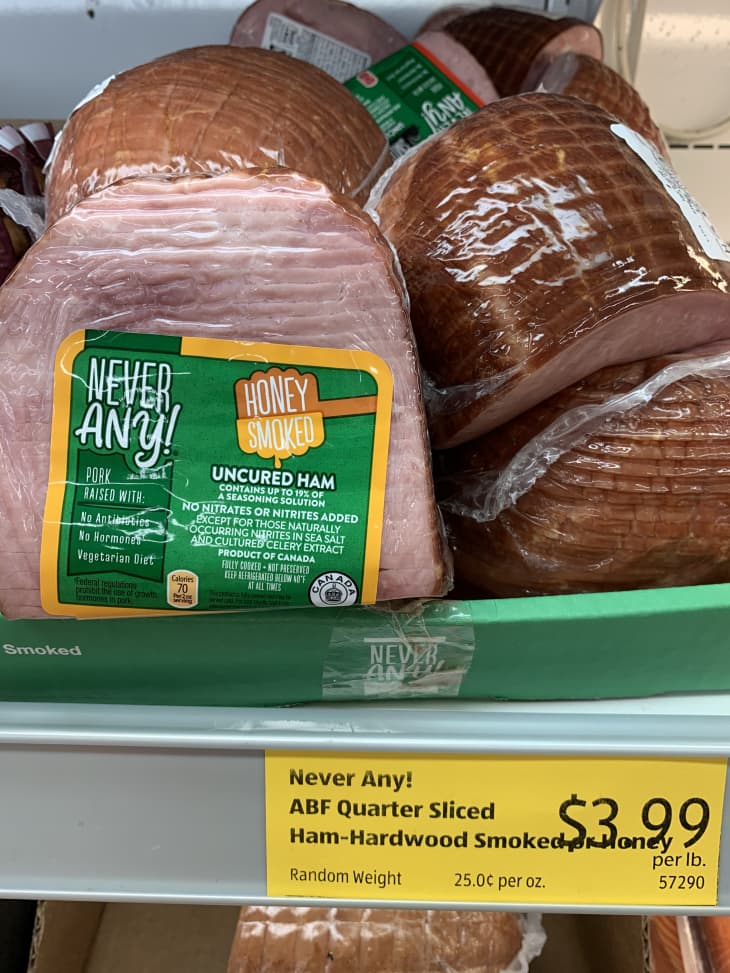 NEVER
ANY!
PORK
RAISED WITH:
No Antibiotics
No Hormones*
Vegetarian Diet
*Federal regulations
prohibit the use of growth
hormones in pork.
Calories
70
Per 2 oz
serving
HONEY
SMOKED
UNCURED HAM
CONTAINS UP TO 19% OF
A SEASONING SOLUTION
NO NITRATES OR NITRITES ADDED
EXCEPT FOR THOSE NATURALLY
OCCURRING NITRITES IN SEA SALT
AND CULTURED CELERY EXTRACT
PRODUCT OF CANADA
FULLY COOKED • NOT PRESERVED
KEEP REFRIGERATED BELOW 40°F
AT ALL TIMES
CANADA
Smoked
NEVER
ANY!
Never Any!
ABF Quarter Sliced
Ham-Hardwood Smoked or Honey
$3.99
per lb.
Random Weight
25.0¢ per oz.
57290